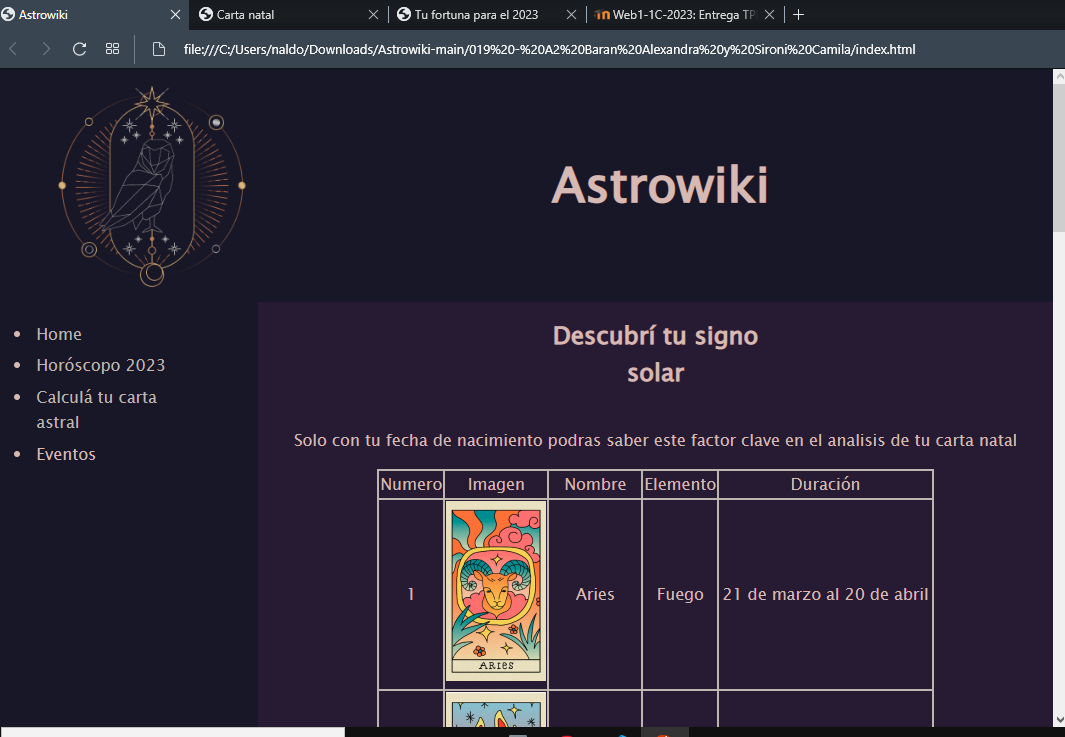 Astrowiki
Carta natal
Tu fortuna para el 2023
Web1-1C-2023: Entrega TP
file:///C:/Users/naldo/Downloads/Astrowiki-main/019%20-%20A2%20Baran%20Alexandra%20y%20Sironi%20Camila/index.html
Astrowiki
Home
Horóscopo 2023
Calculá tu carta
astral
Eventos
Descubrí tu signo
solar
Solo con tu fecha de nacimiento podras saber este factor clave en el analisis de tu carta natal
Numero Imagen Nombre Elemento Duración
1 Aries Fuego 21 de marzo al 20 de abril
ARIES